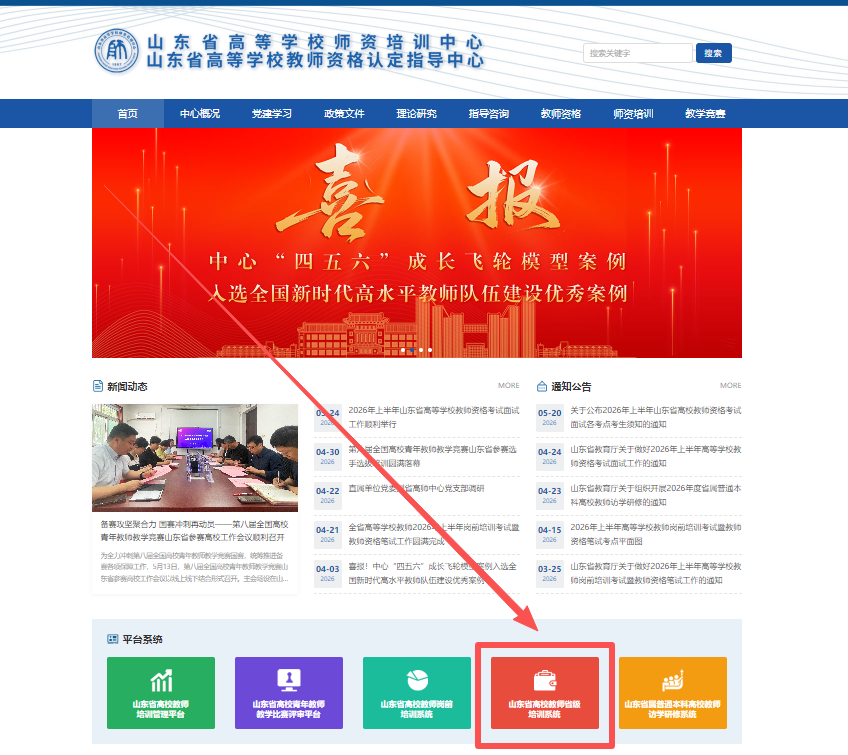 山东省高等学校师资培训中心
山东省高等学校教师资格认定指导中心
搜索关键字
搜索
首页
中心概况
党建学习
政策文件
理论研究
指导咨询
教师资格
师资培训
教学竞赛
喜 报
中心“四五六”成长飞轮模型案例
入选全国新时代高水平教师队伍建设优秀案例
新闻动态
MORE
备赛攻坚聚合力 国赛冲刺再动员——第八届全国高校
青年教师教学竞赛山东省参赛高校工作会议顺利召开
为全力冲刺第八届全国高校青年教师教学竞赛国赛，统筹推进备
赛各项保障工作，5月13日，第八届全国高校青年教师教学竞赛山
东省参赛高校工作会议以线上线下结合形式召开。主会场设在山...
05-24
2026
2026年上半年山东省高等学校教师资格考试面试
工作顺利举行
04-30
2026
第八届全国高校青年教师教学竞赛山东省参赛选
手选拔培训圆满落幕
04-22
2026
直属单位党委到省高师中心党支部调研
04-21
2026
全省高等学校教师2026年上半年岗前培训考试暨
教师资格笔试工作圆满完成
04-03
2026
喜报！中心“四五六”成长飞轮模型案例入选全
国新时代高水平教师队伍建设优秀案例
通知公告
MORE
05-20
2026
关于公布2026年上半年山东省高校教师资格考试
面试各考点考生须知的通知
04-24
2026
山东省教育厅关于做好2026年上半年高等学校教
师资格考试面试工作的通知
04-23
2026
山东省教育厅关于组织开展2026年度省属普通本
科高校教师访学研修的通知
04-15
2026
2026年上半年高等学校教师岗前培训考试暨教师
资格笔试考点平面图
03-25
2026
山东省教育厅关于做好2026年上半年高等学校教
师岗前培训考试暨教师资格笔试工作的通知
平台系统
山东省高校教师
培训管理平台
山东省高校青年教师
教学比赛评审平台
山东省高校教师岗前
培训系统
山东省高校教师省级
培训系统
山东省属普通本科高校教师
访学研修系统